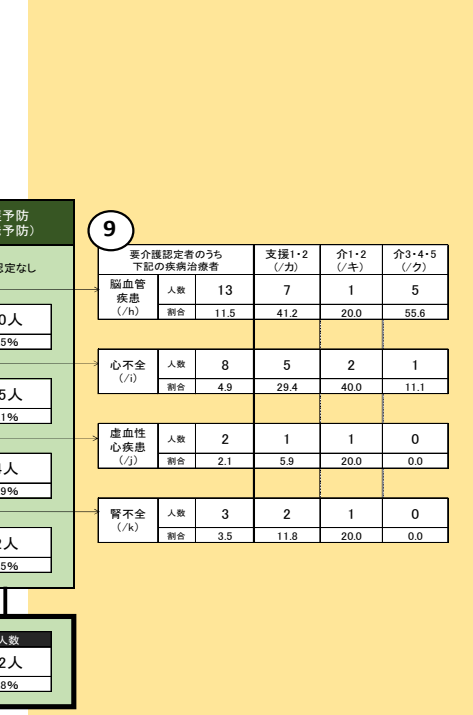 予防
予防）
定なし
0人
5%
5人
1%
人
9%
人
5%
人数
2人
8%
9
要介護認定者のうち
下記の疾病治療者
支援1・2
（/カ）
介1・2
（/キ）
介3・4・5
（/ク）
脳血管
疾患
（/h）
人数 13 7 1 5
割合 11.5 41.2 20.0 55.6
心不全
（/i）
人数 8 5 2 1
割合 4.9 29.4 40.0 11.1
虚血性
心疾患
（/j）
人数 2 1 1 0
割合 2.1 5.9 20.0 0.0
腎不全
（/k）
人数 3 2 1 0
割合 3.5 11.8 20.0 0.0